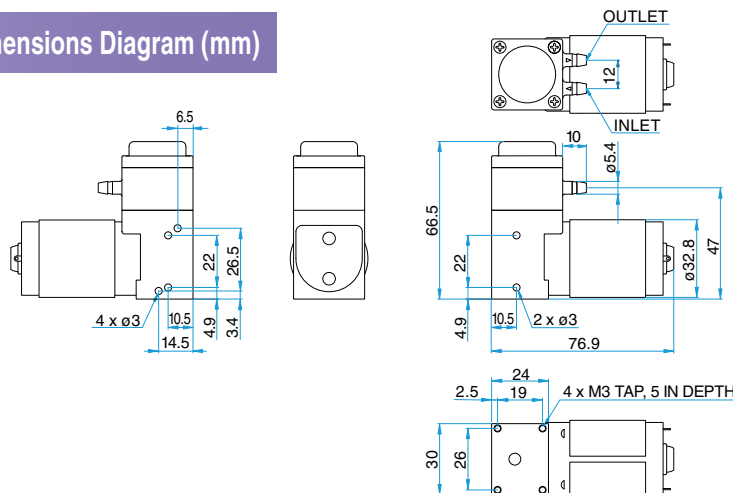 ensions Diagram (mm)
OUTLET
12
INLET
6.5
22
26.5
4 x ø3
10.5
14.5
4.9
3.4
10
ø5.4
66.5
22
4.9
10.5
2 x ø3
76.9
ø32.8
47
24
2.5
19
4 x M3 TAP, 5 IN DEPTH
30
26